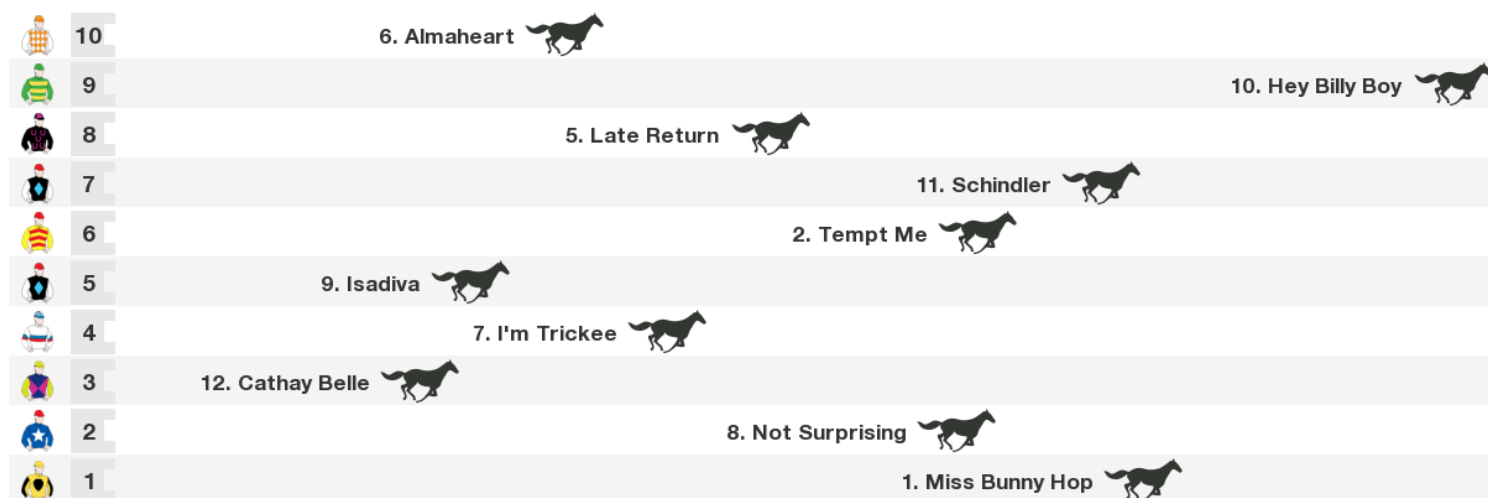 10 6. Almaheart
9 10. Hey Billy Boy
8 5. Late Return
7 11. Schindler
6 2. Tempt Me
5 9. Isadiva
4 7. I'm Trickee
3 12. Cathay Belle
2 8. Not Surprising
1 1. Miss Bunny Hop